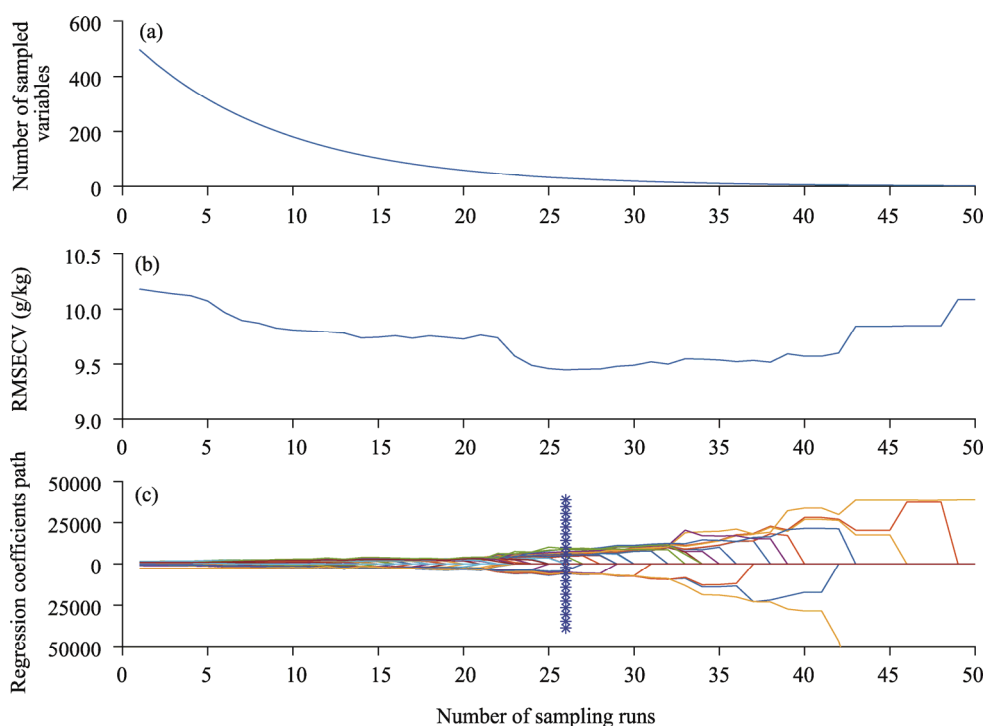 (a)
Number of sampled
variables
600
400
200
0
0 5 10 15 20 25 30 35 40 45 50
(b)
RMSECV (g/kg)
10.5
10.0
9.5
9.0
0 5 10 15 20 25 30 35 40 45 50
(c)
Regression coefficients path
50000
25000
0
25000
50000
0 5 10 15 20 25 30 35 40 45 50
Number of sampling runs